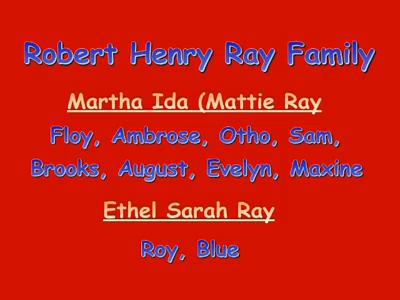 Robert Henry Ray Family
Martha Ida (Mattie Ray
Floy, Ambrose, Otho, Sam,
Brooks, August, Evelyn, Maxine
Ethel Sarah Ray
Roy, Blue